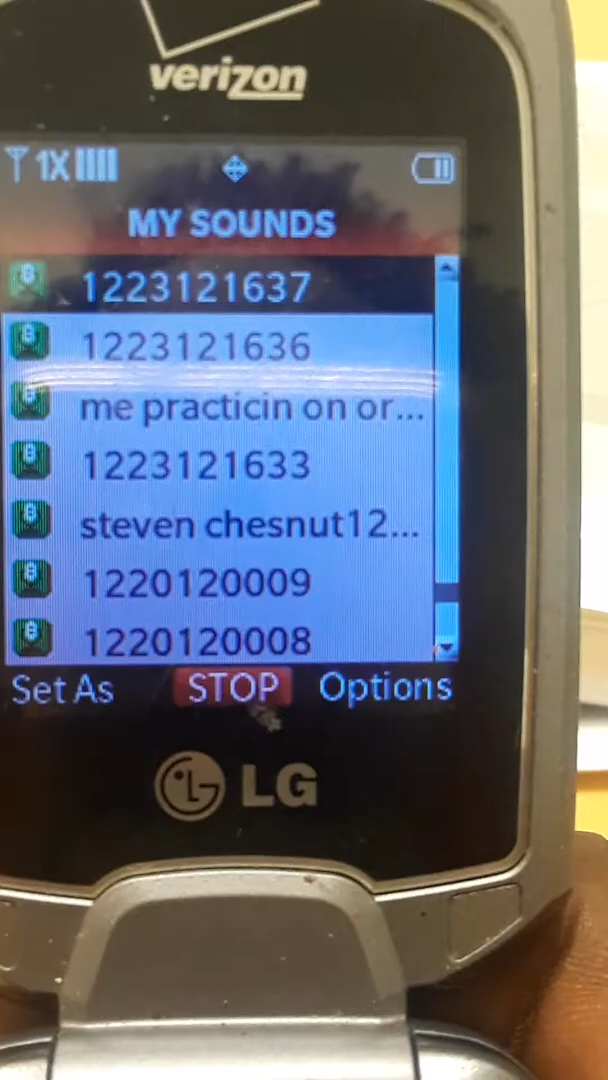 verizon
1X
MY SOUNDS
1223121637
1223121636
me practicin on or...
1223121633
steven chesnut12...
1220120009
1220120008
Set As STOP Options
LG